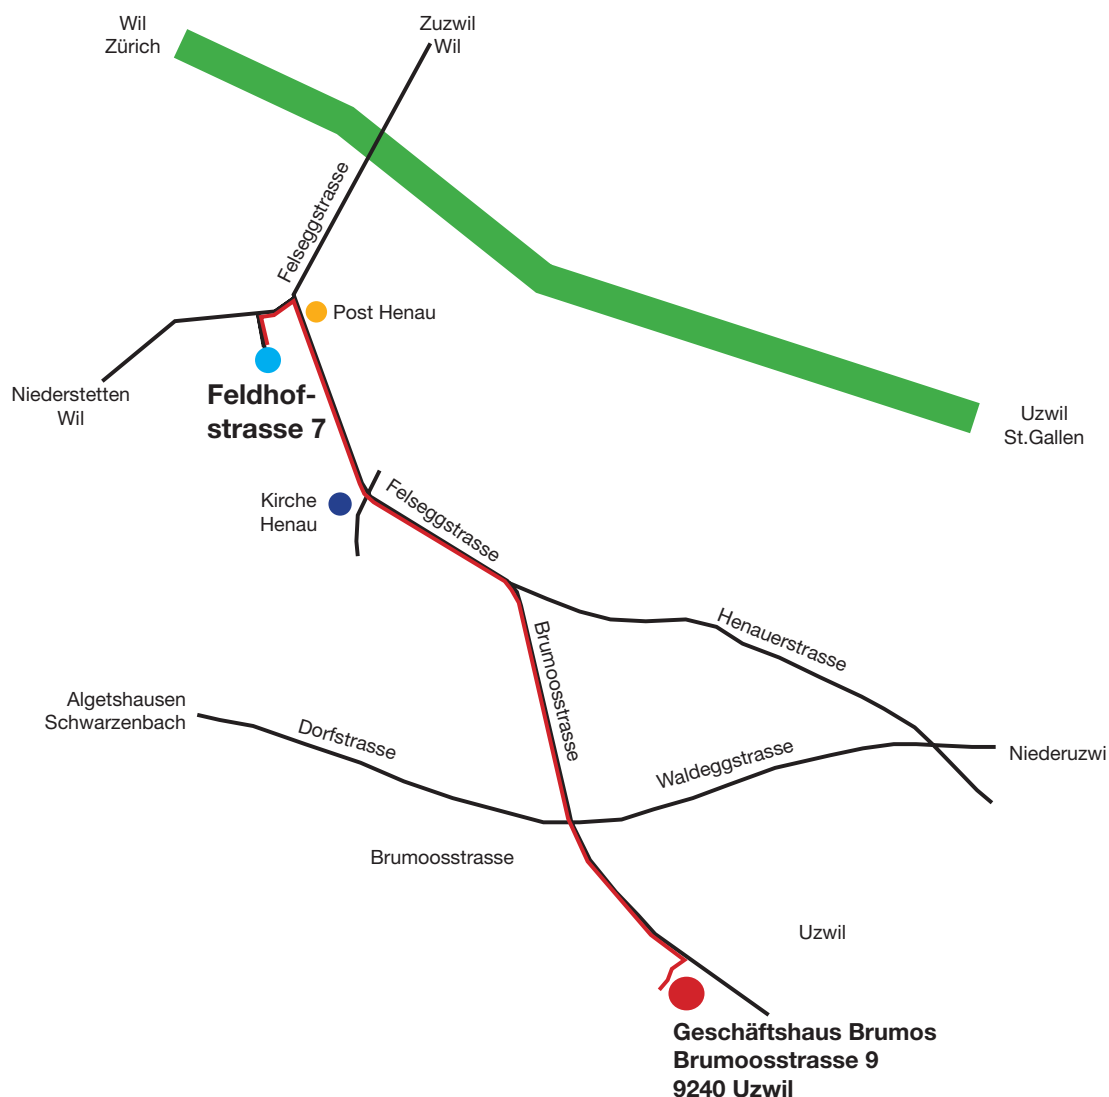 Wil
Zürich
Zuzwil
Wil
Felseggstrasse
Post Henau
Niederstetten
Wil
Feldhof-
strasse 7
Uzwil
St.Gallen
Kirche
Henau
Felseggstrasse
Henauerstrasse
Brumoosstrasse
Algetshausen
Schwarzenbach
Dorfstrasse
Waldeggstrasse
Niederuzwi
Brumoosstrasse
Uzwil
Geschäftshaus Brumos
Brumoosstrasse 9
9240 Uzwil